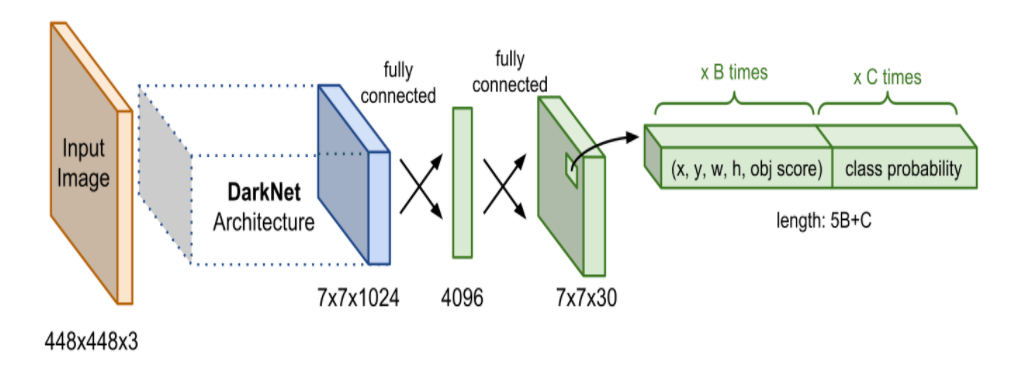 Input
Image
448x448x3
DarkNet
Architecture
7x7x1024
fully
connected
4096
fully
connected
7x7x30
x B times
x C times
(x, y, w, h, obj score)
class probability
length: 5B+C